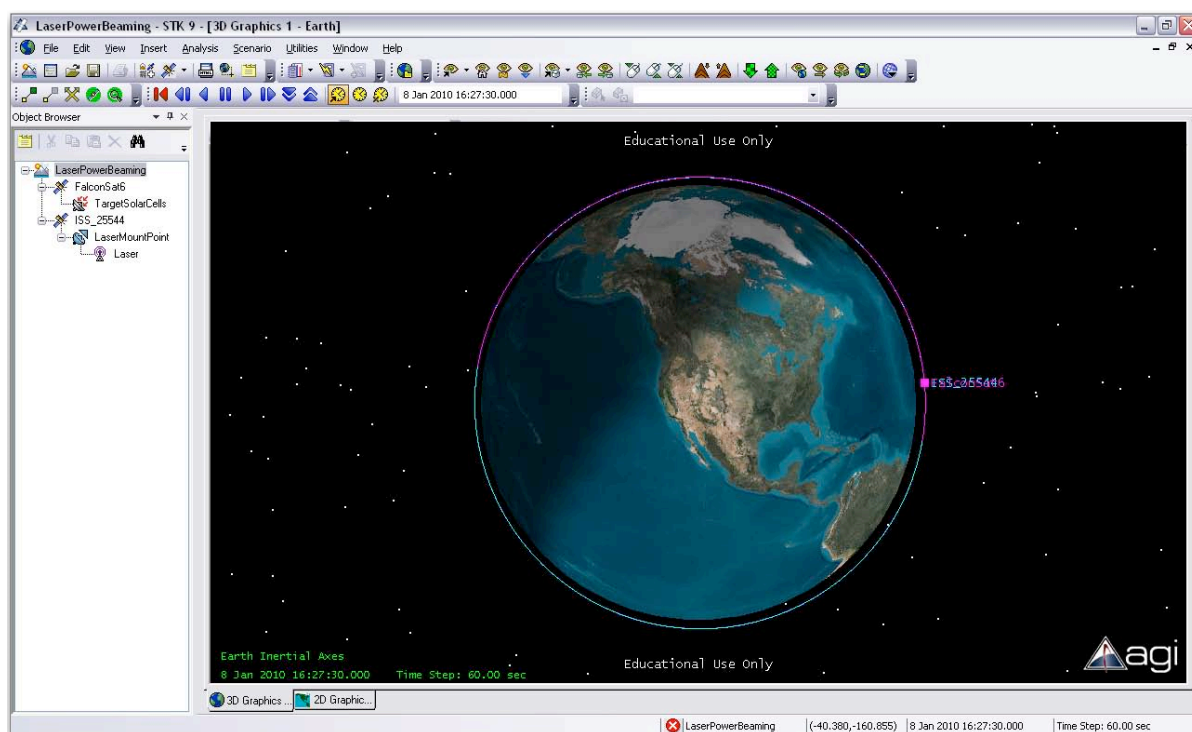 LaserPowerBeaming - STK 9 - [3D Graphics 1 - Earth]
File Edit View Insert Analysis Scenario Utilities Window Help
8 Jan 2010 16:27:30.000
Object Browser
LaserPowerBeaming
FalconSat6
TargetSolarCells
ISS_25544
LaserMountPoint
Laser
Educational Use Only
ISS_25544
Earth Inertial Axes
8 Jan 2010 16:27:30.000 Time Step: 60.00 sec
Educational Use Only
agi
3D Graphics ... 2D Graphic...
LaserPowerBeaming (-40.380,-160.855) 8 Jan 2010 16:27:30.000 Time Step: 60.00 sec